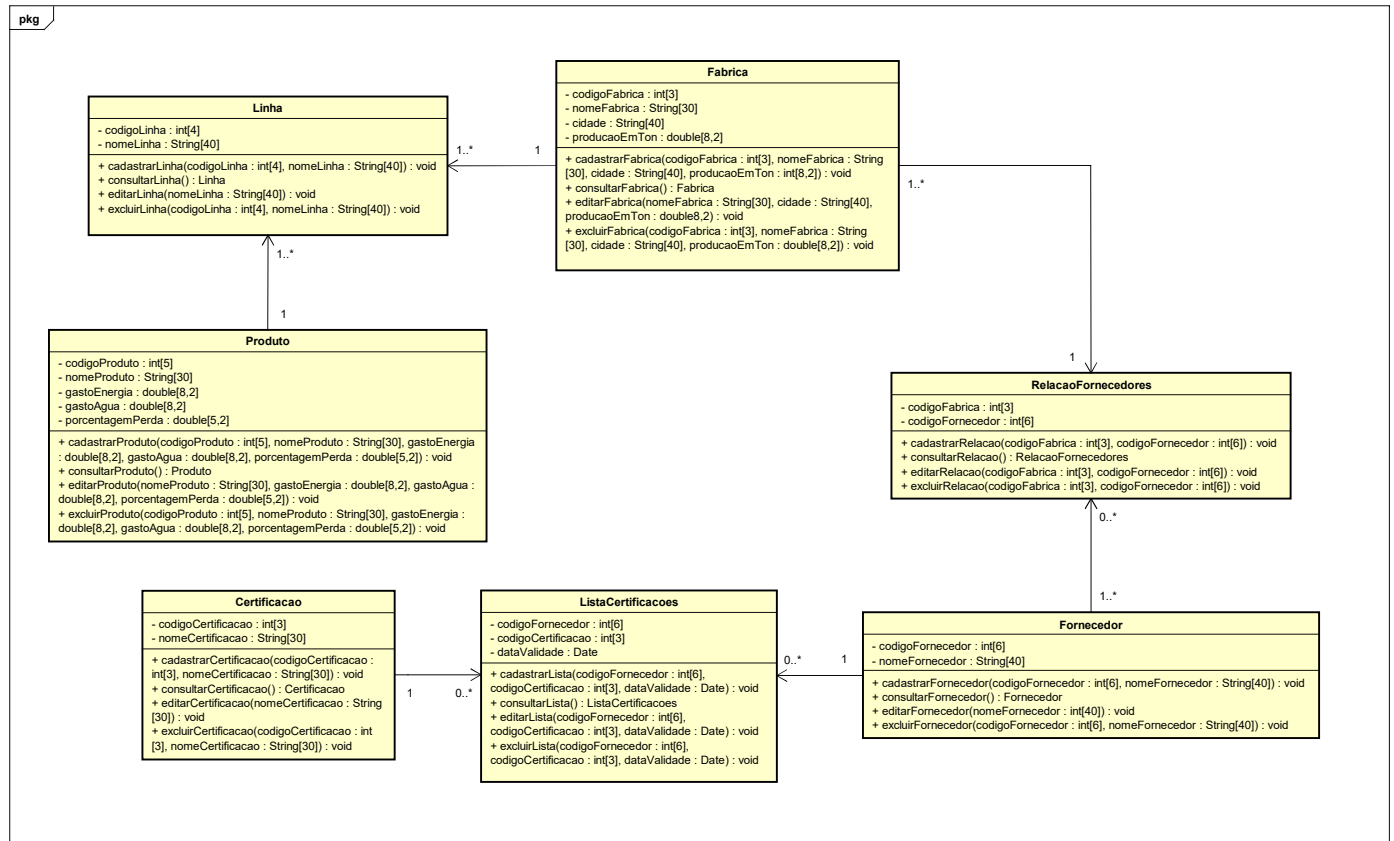 pkg
Fabrica
- codigoFabrica : int[3]
- nomeFabrica : String[30]
- cidade : String[40]
- producaoEmTon : double[8,2]
+ cadastrarFabrica(codigoFabrica : int[3], nomeFabrica : String
[30], cidade : String[40], producaoEmTon : int[8,2]) : void
+ consultarFabrica() : Fabrica
+ editarFabrica(nomeFabrica : String[30], cidade : String[40],
producaoEmTon : double8,2) : void
+ excluirFabrica(codigoFabrica : int[3], nomeFabrica : String
[30], cidade : String[40], producaoEmTon : double[8,2]) : void
Linha
- codigoLinha : int[4]
- nomeLinha : String[40]
+ cadastrarLinha(codigoLinha : int[4], nomeLinha : String[40]) : void
+ consultarLinha() : Linha
+ editarLinha(nomeLinha : String[40]) : void
+ excluirLinha(codigoLinha : int[4], nomeLinha : String[40]) : void
1..*
1
1..*
1..*
1
1
Produto
- codigoProduto : int[5]
- nomeProduto : String[30]
- gastoEnergia : double[8,2]
- gastoAgua : double[8,2]
- porcentagemPerda : double[5,2]
+ cadastrarProduto(codigoProduto : int[5], nomeProduto : String[30], gastoEnergia
: double[8,2], gastoAgua : double[8,2], porcentagemPerda : double[5,2]) : void
+ consultarProduto() : Produto
+ editarProduto(nomeProduto : String[30], gastoEnergia : double[8,2], gastoAgua :
double[8,2], porcentagemPerda : double[5,2]) : void
+ excluirProduto(codigoProduto : int[5], nomeProduto : String[30], gastoEnergia :
double[8,2], gastoAgua : double[8,2], porcentagemPerda : double[5,2]) : void
RelacaoFornecedores
- codigoFabrica : int[3]
- codigoFornecedor : int[6]
+ cadastrarRelacao(codigoFabrica : int[3], codigoFornecedor : int[6]) : void
+ consultarRelacao() : RelacaoFornecedores
+ editarRelacao(codigoFabrica : int[3], codigoFornecedor : int[6]) : void
+ excluirRelacao(codigoFabrica : int[3], codigoFornecedor : int[6]) : void
0..*
1..*
Certificacao
- codigoCertificacao : int[3]
- nomeCertificacao : String[30]
+ cadastrarCertificacao(codigoCertificacao :
int[3], nomeCertificacao : String[30]) : void
+ consultarCertificacao() : Certificacao
+ editarCertificacao(nomeCertificacao : String
[30]) : void
+ excluirCertificacao(codigoCertificacao : int
[3], nomeCertificacao : String[30]) : void
1
0..*
ListaCertificacoes
- codigoFornecedor : int[6]
- codigoCertificacao : int[3]
- dataValidade : Date
+ cadastrarLista(codigoFornecedor : int[6],
codigoCertificacao : int[3], dataValidade : Date) : void
+ consultarLista() : ListaCertificacoes
+ editarLista(codigoFornecedor : int[6],
codigoCertificacao : int[3], dataValidade : Date) : void
+ excluirLista(codigoFornecedor : int[6],
codigoCertificacao : int[3], dataValidade : Date) : void
0..*
1
Fornecedor
- codigoFornecedor : int[6]
- nomeFornecedor : String[40]
+ cadastrarFornecedor(codigoFornecedor : int[6], nomeFornecedor : String[40]) : void
+ consultarFornecedor() : Fornecedor
+ editarFornecedor(nomeFornecedor : int[40]) : void
+ excluirFornecedor(codigoFornecedor : int[6], nomeFornecedor : String[40]) : void